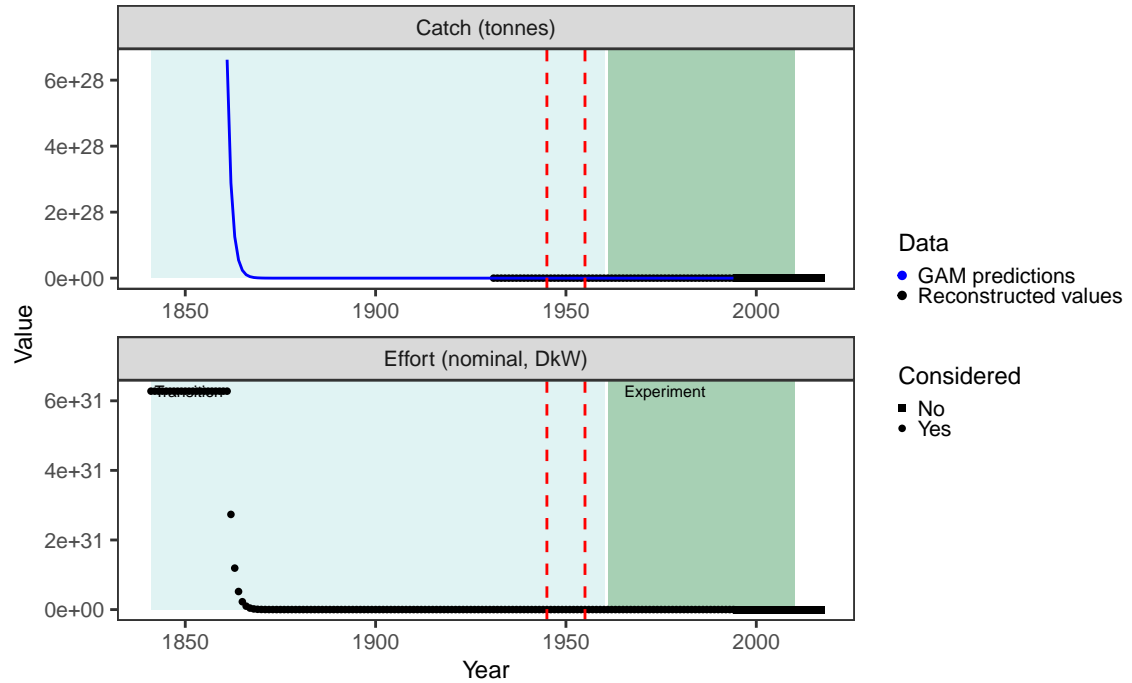 Catch (tonnes)
6e+28
4e+28
2e+28
0e+00
1850 1900 1950 2000
Value
Effort (nominal, DkW)
Transition
Experiment
6e+31
4e+31
2e+31
0e+00
1850 1900 1950 2000
Year
Data
GAM predictions
Reconstructed values
Considered
No
Yes